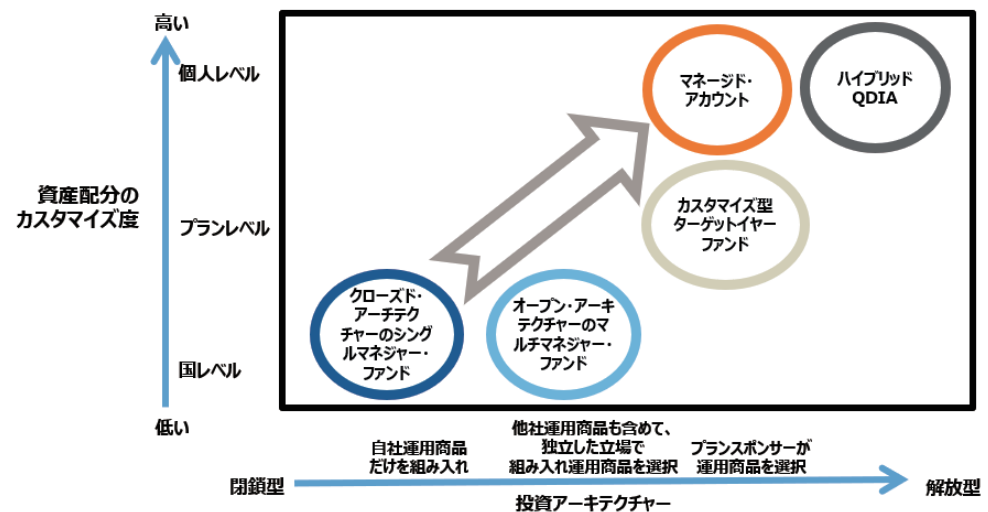 高い
個人レベル
資産配分の
カスタマイズ度
プランレベル
国レベル
低い
マネージド・
アカウント
ハイブリッド
QDIA
カスタマイズ型
ターゲットイヤー
ファンド
クローズド・
アーチテク
チャーのシング
ルマネジャー・
ファンド
オープン・アーキ
テクチャーのマ
ルチマネジャー・
ファンド
自社運用商品
だけを組み入れ
他社運用商品も含めて、
独立した立場で
組み入れ運用商品を選択
プランスポンサーが
運用商品を選択
閉鎖型
解放型
投資アーキテクチャー